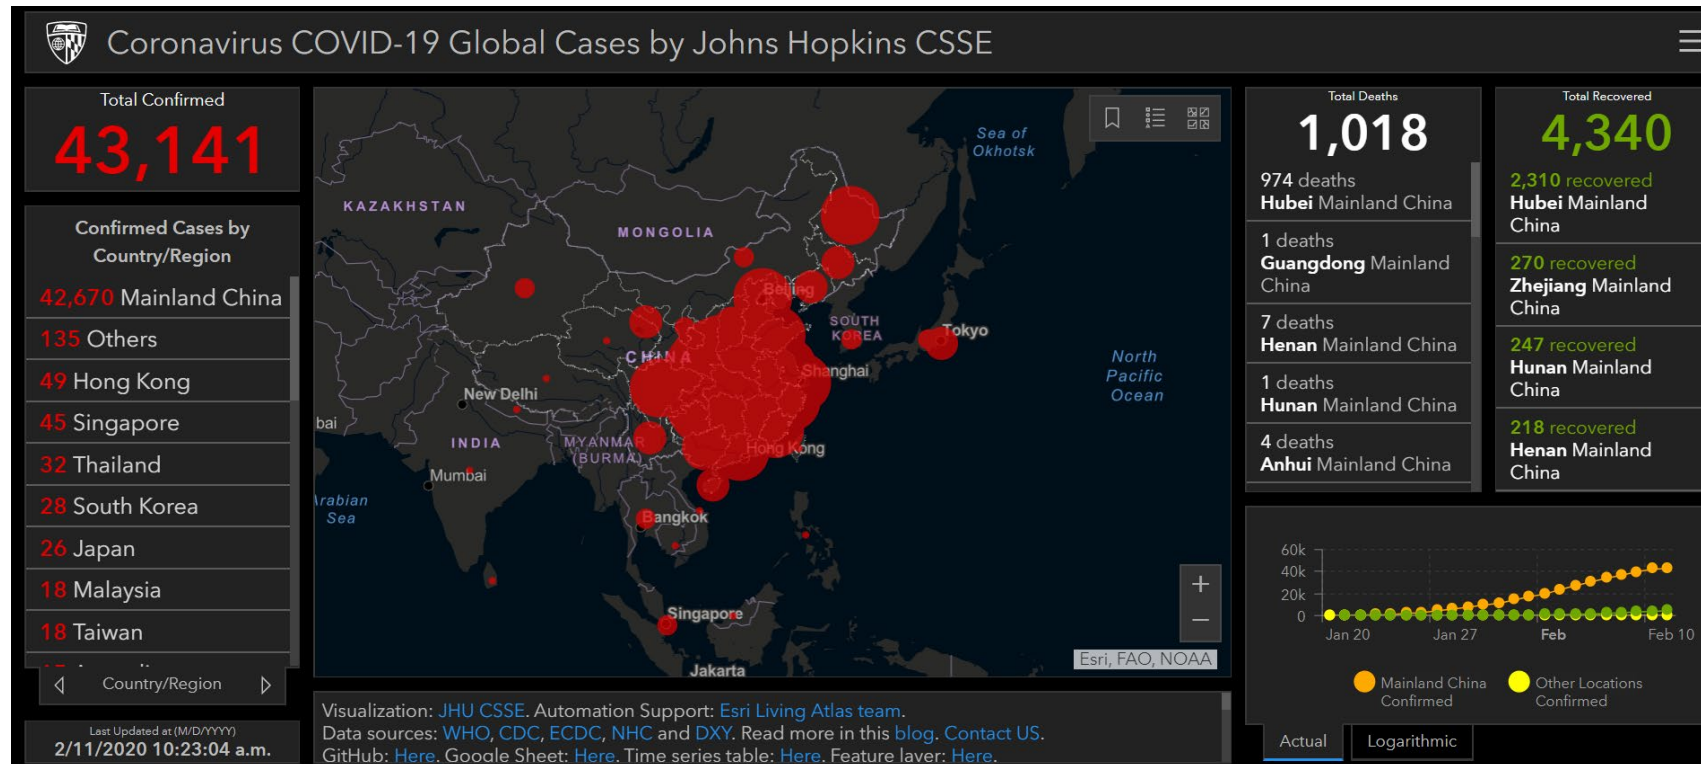 Coronavirus COVID-19 Global Cases by Johns Hopkins CSSE
Total Confirmed
43,141
Confirmed Cases by
Country/Region
42,670 Mainland China
135 Others
49 Hong Kong
45 Singapore
32 Thailand
28 South Korea
26 Japan
18 Malaysia
18 Taiwan
Country/Region
Last Updated at (M/D/YYYY)
2/11/2020 10:23:04 a.m.
Sea of
Okhotsk
KAZAKHSTAN
MONGOLIA
Beijing
SOUTH
KOREA
Tokyo
CHINA
Shanghai
North
Pacific
Ocean
New Delhi
bai
INDIA
MYANMAR
(BURMA)
Hong Kong
Mumbai
Arabian
Sea
Bangkok
Singapore
Jakarta
+
−
Esri, FAO, NOAA
Visualization: JHU CSSE. Automation Support: Esri Living Atlas team.
Data sources: WHO, CDC, ECDC, NHC and DXY. Read more in this blog. Contact US.
GitHub: Here. Google Sheet: Here. Time series table: Here. Feature layer: Here.
Total Deaths
1,018
974 deaths
Hubei Mainland China
1 deaths
Guangdong Mainland
China
7 deaths
Henan Mainland China
1 deaths
Hunan Mainland China
4 deaths
Anhui Mainland China
Total Recovered
4,340
2,310 recovered
Hubei Mainland
China
270 recovered
Zhejiang Mainland
China
247 recovered
Hunan Mainland
China
218 recovered
Henan Mainland
China
60k
40k
20k
0
Jan 20 Jan 27 Feb Feb 10
Mainland China
Confirmed
Other Locations
Confirmed
Actual Logarithmic